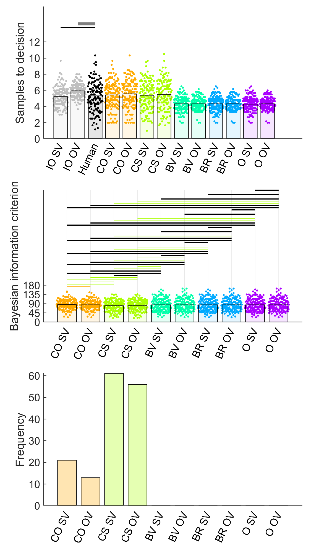 Samples to decision
12
10
8
6
4
2
0
IO SV
IO OV
Human
CO SV
CO OV
CS SV
CS OV
BV SV
BV OV
BR SV
BR OV
O SV
O OV
Bayesian information criterion
180
135
90
45
0
CO SV
CO OV
CS SV
CS OV
BV SV
BV OV
BR SV
BR OV
O SV
O OV
Frequency
60
50
40
30
20
10
0
CO SV
CO OV
CS SV
CS OV
BV SV
BV OV
BR SV
BR OV
O SV
O OV